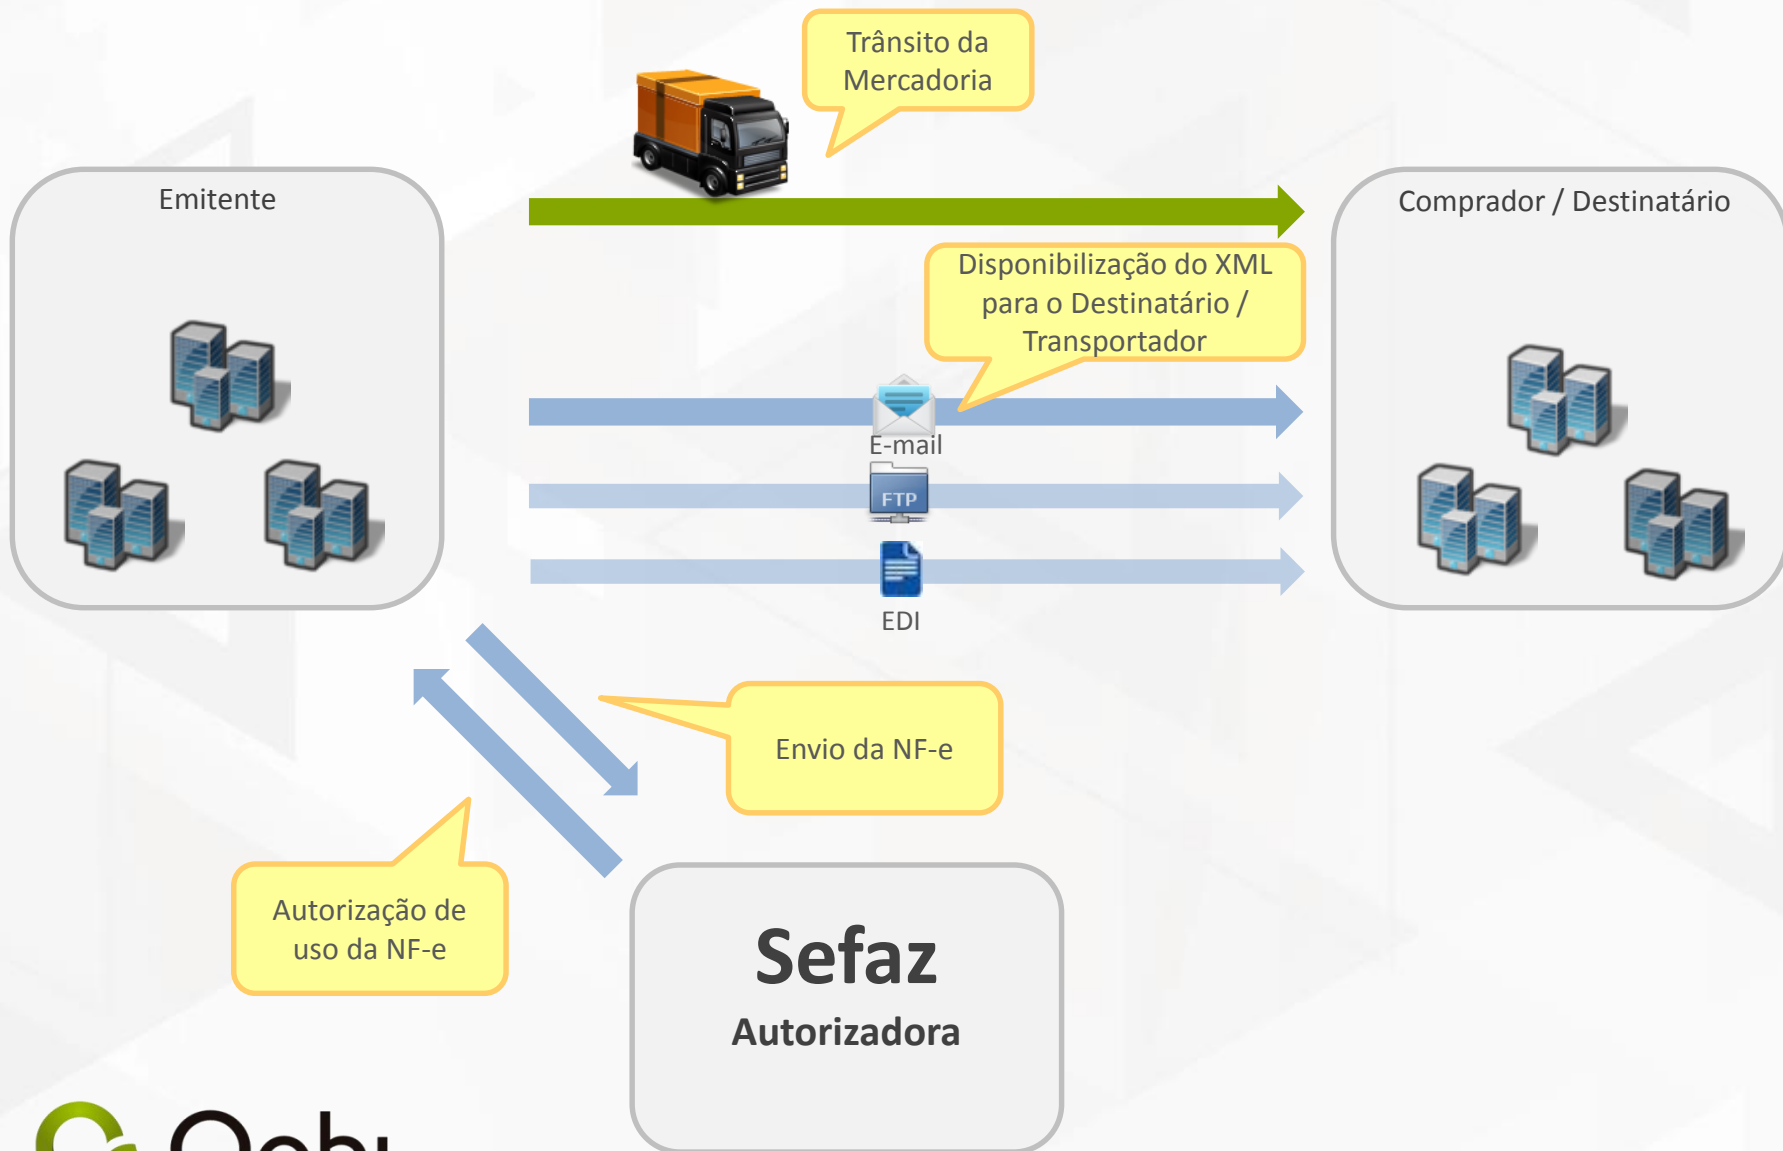 Trânsito da
Mercadoria
Emitente
Comprador / Destinatário
Disponibilização do XML
para o Destinatário /
Transportador
E-mail
FTP
EDI
Envio da NF-e
Autorização de
uso da NF-e
Sefaz
Autorizadora